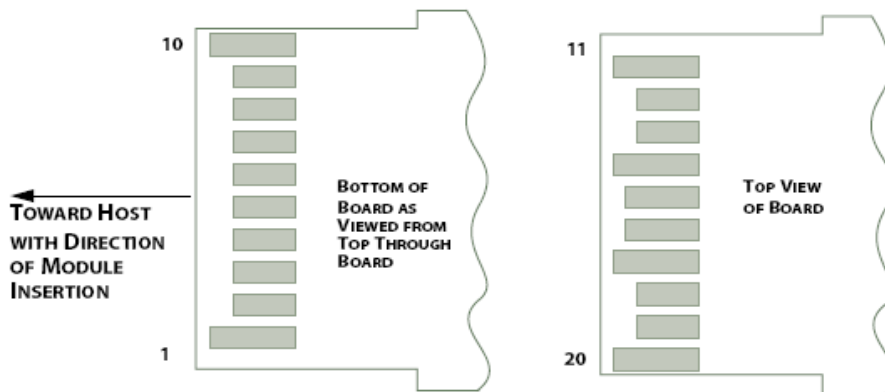 10
1
TOWARD HOST
WITH DIRECTION
OF MODULE
INSERTION
BOTTOM OF
BOARD AS
VIEWED FROM
TOP THROUGH
BOARD
11
20
TOP VIEW
OF BOARD